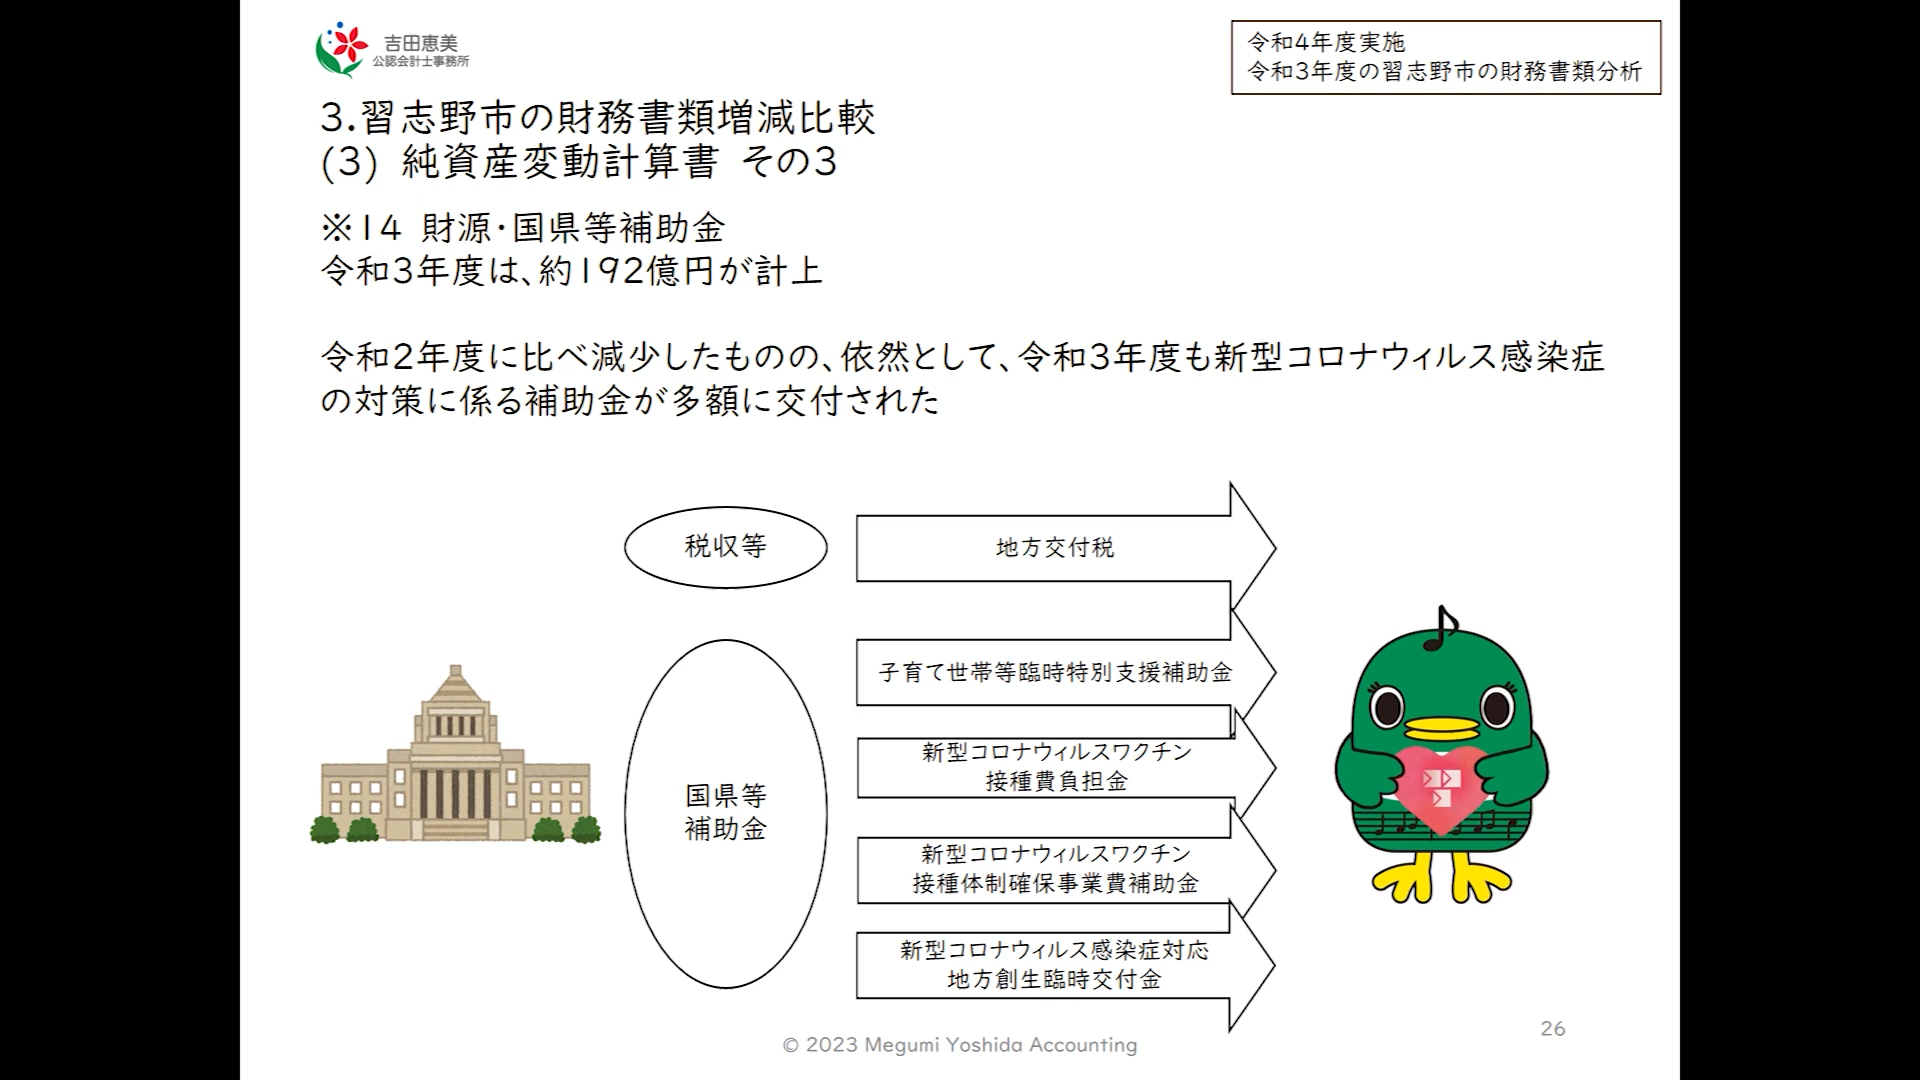 吉田恵美
公認会計士事務所
令和4年度実施
令和3年度の習志野市の財務書類分析
3.習志野市の財務書類増減比較
(3) 純資産変動計算書 その3
※14 財源・国県等補助金
令和3年度は、約192億円が計上
令和2年度に比べ減少したものの、依然として、令和3年度も新型コロナウィルス感染症
の対策に係る補助金が多額に交付された
税収等
地方交付税
国県等
補助金
子育て世帯等臨時特別支援補助金
新型コロナウィルスワクチン
接種費負担金
新型コロナウィルスワクチン
接種体制確保事業費補助金
新型コロナウィルス感染症対応
地方創生臨時交付金
© 2023 Megumi Yoshida Accounting
26